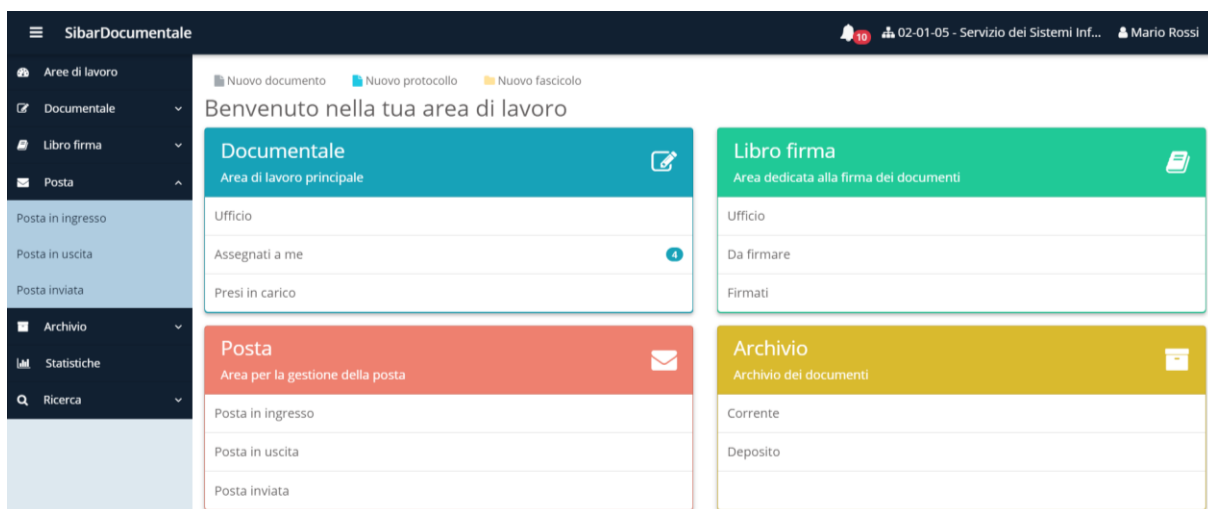 SibarDocumentale
10
02-01-05 - Servizio dei Sistemi Inf...
Mario Rossi
Aree di lavoro
Documentale
Libro firma
Posta
Posta in ingresso
Posta in uscita
Posta inviata
Archivio
Statistiche
Ricerca
Nuovo documento
Nuovo protocollo
Nuovo fascicolo
Benvenuto nella tua area di lavoro
Documentale
Area di lavoro principale
Ufficio
Assegnati a me
4
Presi in carico
Libro firma
Area dedicata alla firma dei documenti
Ufficio
Da firmare
Firmati
Posta
Area per la gestione della posta
Posta in ingresso
Posta in uscita
Posta inviata
Archivio
Archivio dei documenti
Corrente
Deposito